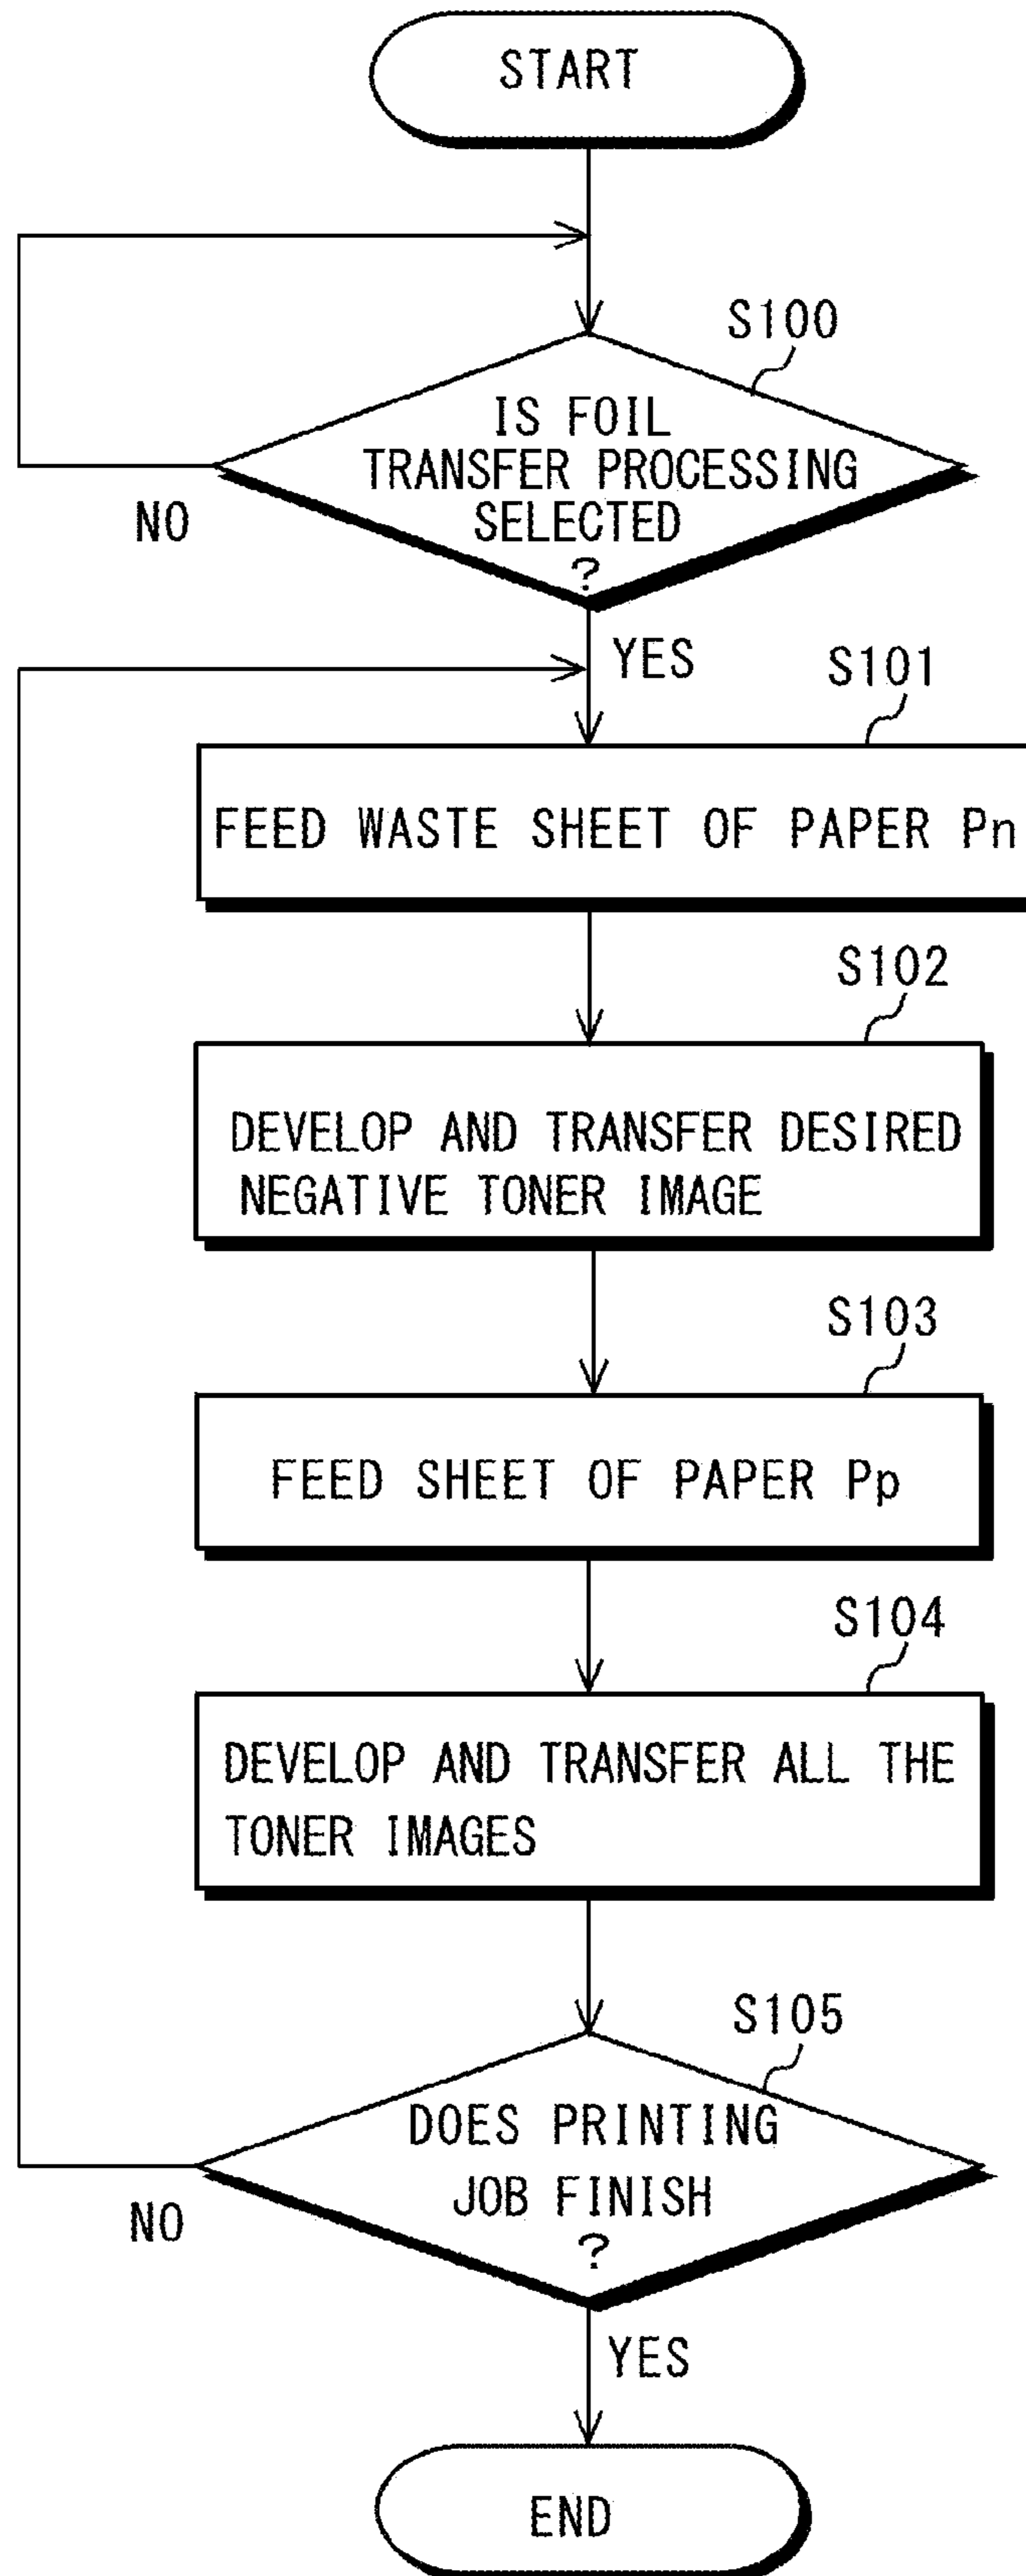 START
S100
IS FOIL
TRANSFER PROCESSING
SELECTED
?
NO
YES
S101
FEED WASTE SHEET OF PAPER Pn
S102
DEVELOP AND TRANSFER DESIRED
NEGATIVE TONER IMAGE
S103
FEED SHEET OF PAPER Pp
S104
DEVELOP AND TRANSFER ALL THE
TONER IMAGES
S105
DOES PRINTING
JOB FINISH
?
NO
YES
END